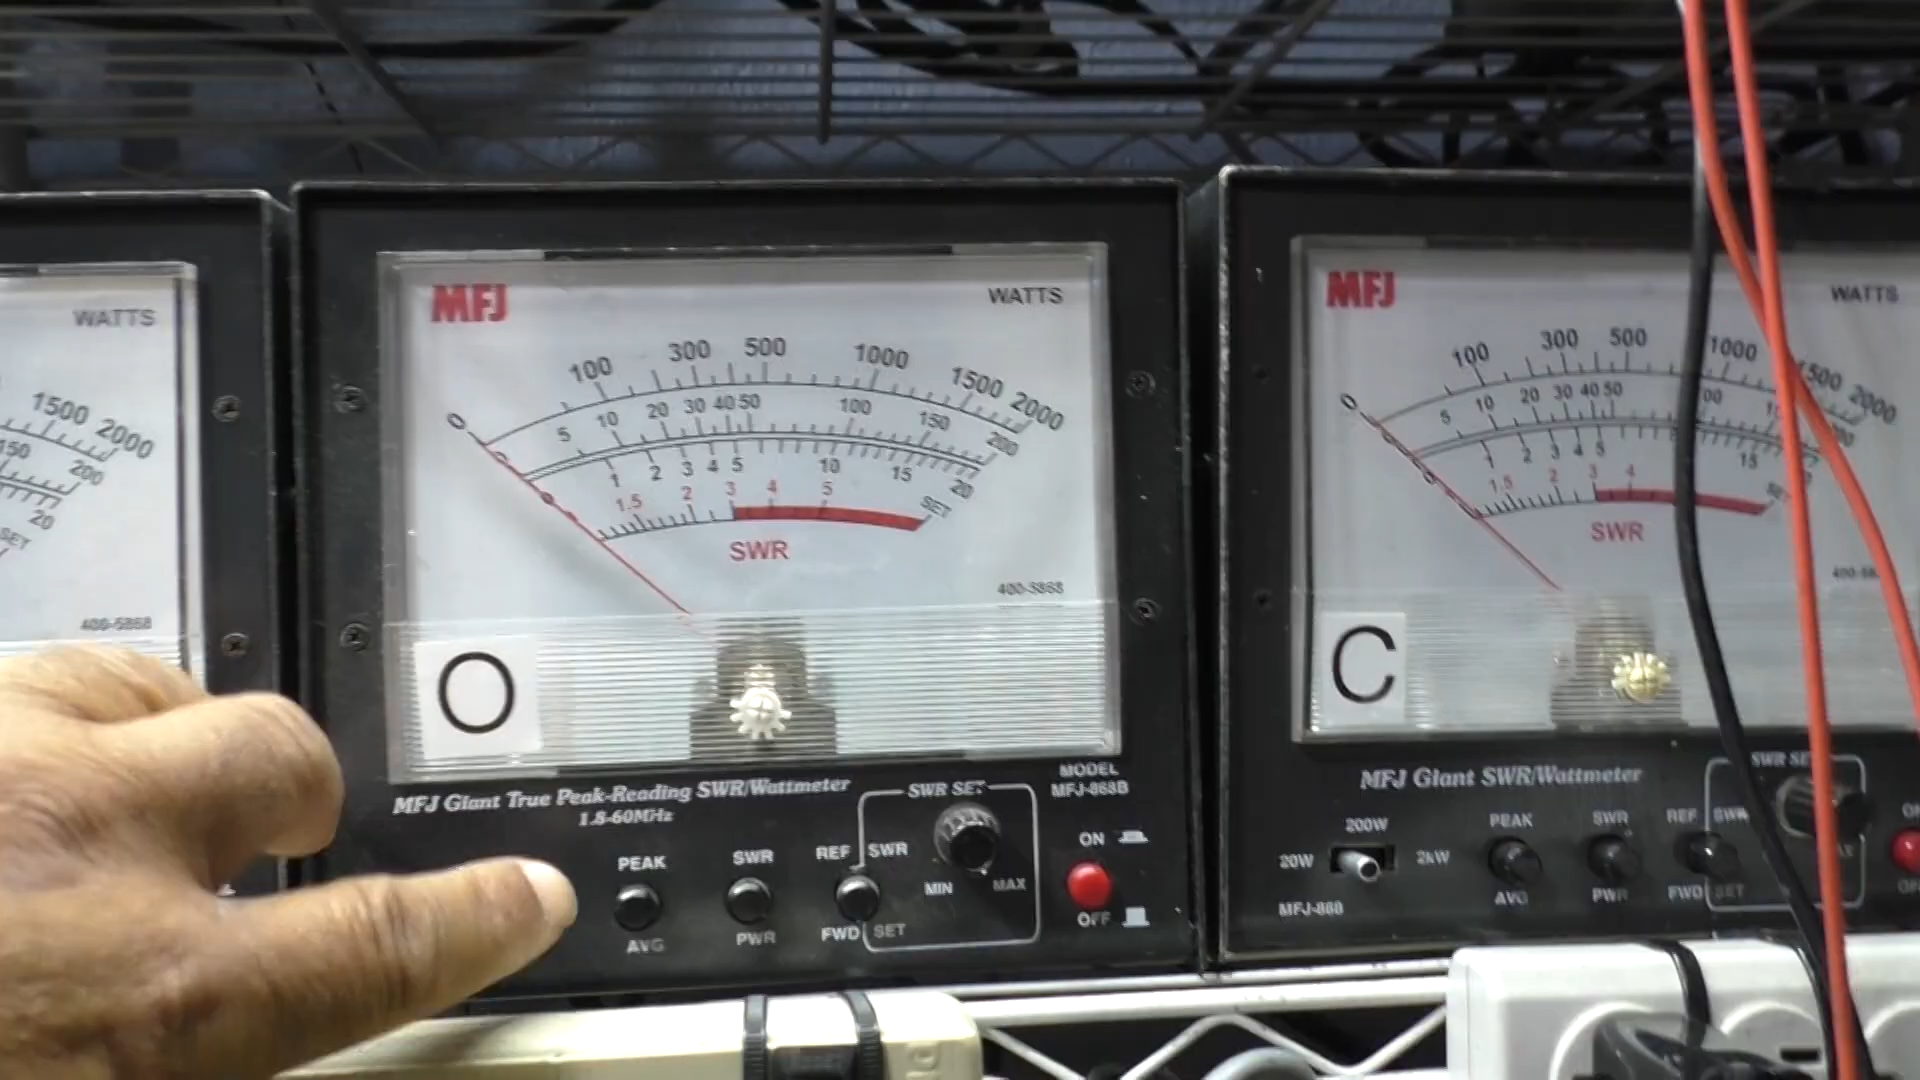 WATTS
1500 2000
150 200
20
SET
400-5868
MFJ
WATTS
0 100 300 500 1000 1500 2000
0 5 10 20 30 40 50 100 150 200
0 1 2 3 4 5 10 15 20
1.5 2 3 4 5 SET
SWR
400-5868
O
MFJ Giant True Peak-Reading SWR/Wattmeter
1.8-60MHz
MODEL
MFJ-868B
SWR SET
MIN MAX
PEAK
AVG
SWR
PWR
REF SWR
FWD SET
ON
OFF
MFJ
WATTS
0 100 300 500 1000 1500 2000
5 10 20 30 40 50
0 1 2 3 4 5 15
1.5 2 3 4
SWR
C
MFJ Giant SWR/Wattmeter
SWR SET
200W
20W 2kW
MFJ-868
PEAK
AVG
SWR
PWR
REF SWR
FWD SET